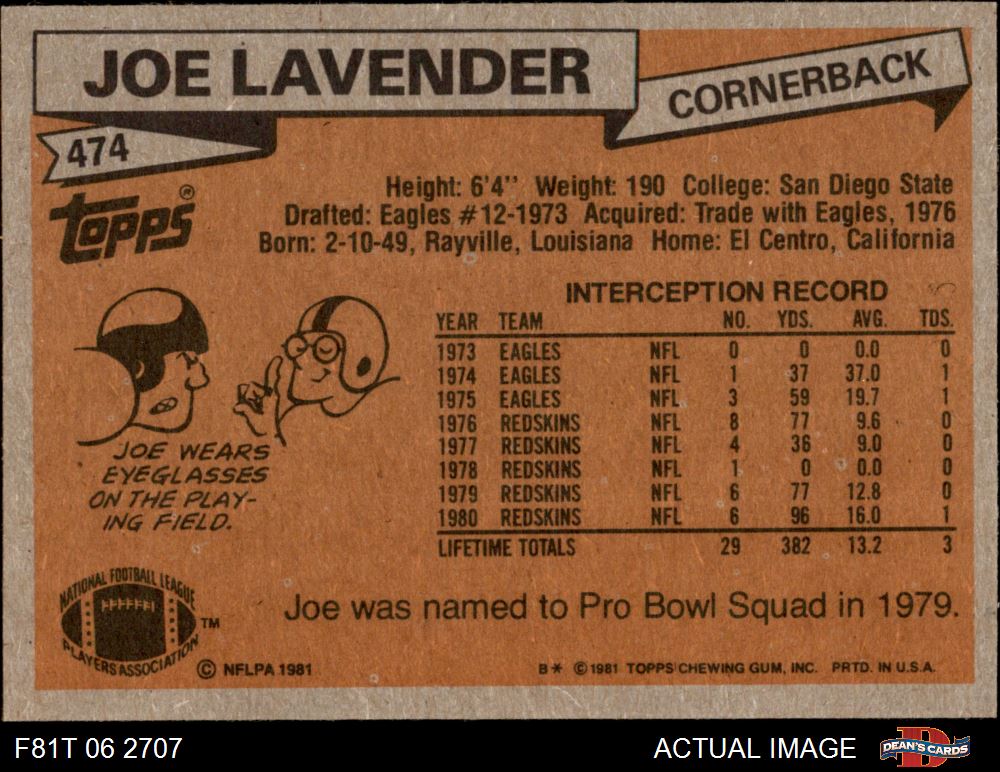 JOE LAVENDER
CORNERBACK
474
TOPPS®
Height: 6'4'' Weight: 190 College: San Diego State
Drafted: Eagles #12-1973 Acquired: Trade with Eagles, 1976
Born: 2-10-49, Rayville, Louisiana Home: El Centro, California
INTERCEPTION RECORD
YEAR TEAM NO. YDS. AVG. TDS.
1973 EAGLES NFL 0 0 0.0 0
1974 EAGLES NFL 1 37 37.0 1
1975 EAGLES NFL 3 59 19.7 1
1976 REDSKINS NFL 8 77 9.6 0
1977 REDSKINS NFL 4 36 9.0 0
1978 REDSKINS NFL 1 0 0.0 0
1979 REDSKINS NFL 6 77 12.8 0
1980 REDSKINS NFL 6 96 16.0 1
LIFETIME TOTALS 29 382 13.2 3
JOE WEARS
EYEGLASSES
ON THE PLAY-
ING FIELD.
Joe was named to Pro Bowl Squad in 1979.
NATIONAL FOOTBALL LEAGUE
PLAYERS ASSOCIATION
TM
© NFLPA 1981
B* ©1981 TOPPS CHEWING GUM, INC. PRTD. IN U.S.A.
F81T 06 2707
ACTUAL IMAGE
D
DEAN'S CARDS